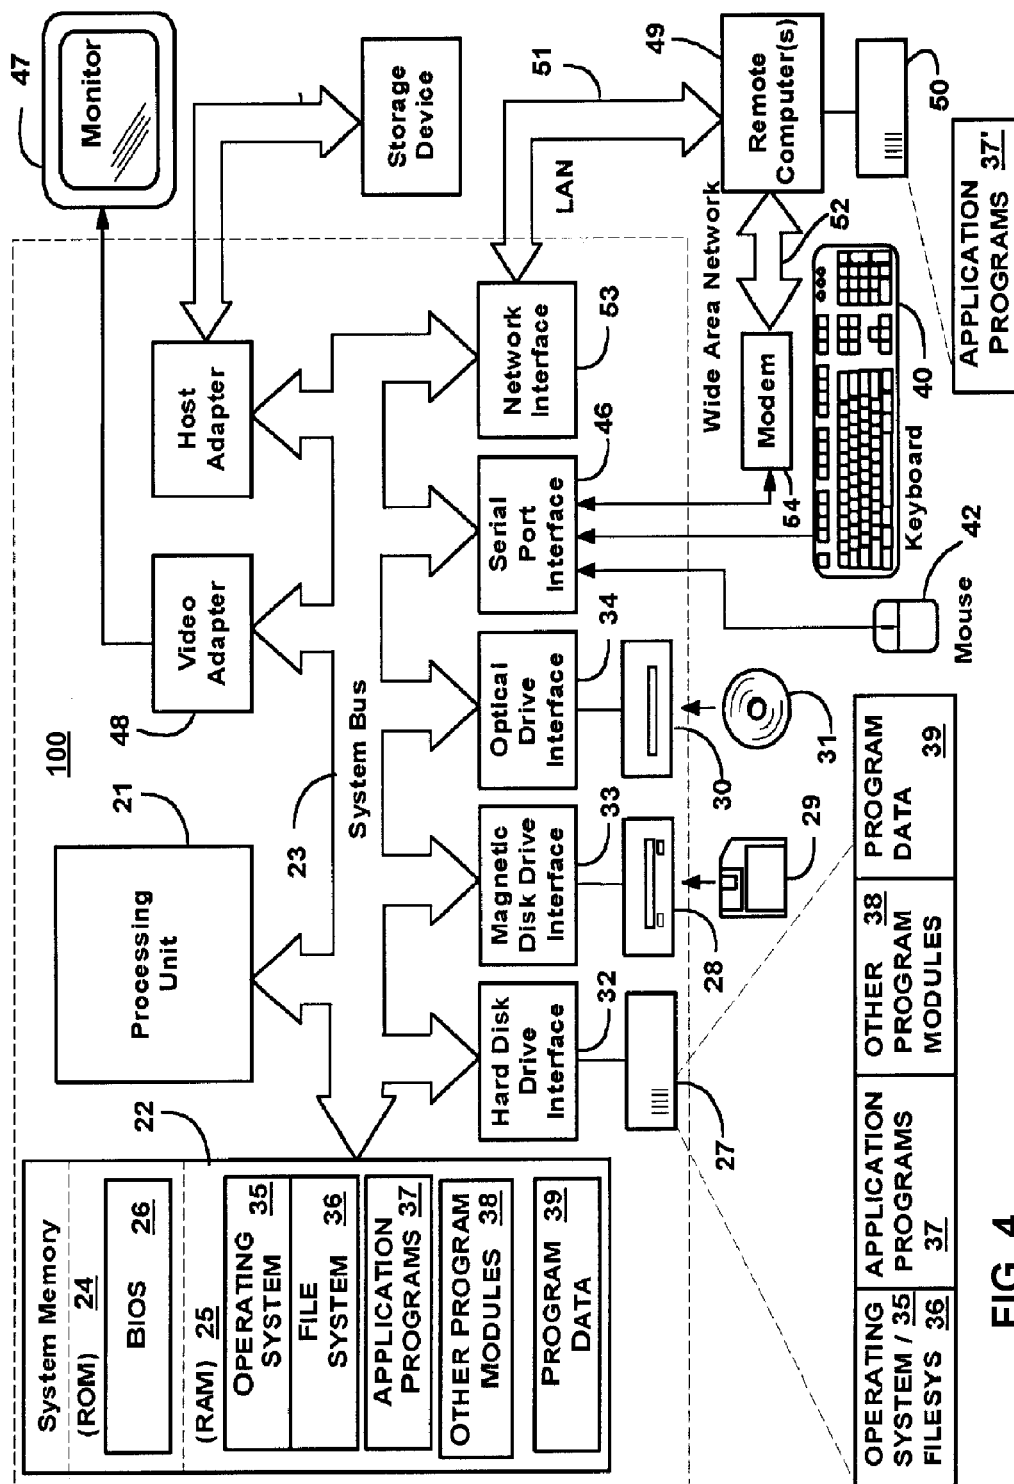 System Memory
(ROM) 24
BIOS 26
(RAM) 25
OPERATING
SYSTEM 35
FILE
SYSTEM 36
APPLICATION
PROGRAMS 37
OTHER PROGRAM
MODULES 38
PROGRAM 39
DATA
22
Processing
Unit
21
100
Video
Adapter
48
Host
Adapter
Monitor
47
Storage
Device
23
System Bus
Hard Disk
Drive
Interface
32
Magnetic
Disk Drive
Interface
33
Optical
Drive
Interface
34
Serial
Port
Interface
46
Network
Interface
53
LAN
51
49
Remote
Computer(s)
50
Wide Area Network
52
Modem
54
27
28
29
30
31
Keyboard
40
Mouse
42
APPLICATION
PROGRAMS 37'
OPERATING
SYSTEM / 35
FILESYS 36
APPLICATION
PROGRAMS
37
OTHER 38
PROGRAM
MODULES
PROGRAM
DATA 39
FIG. 4